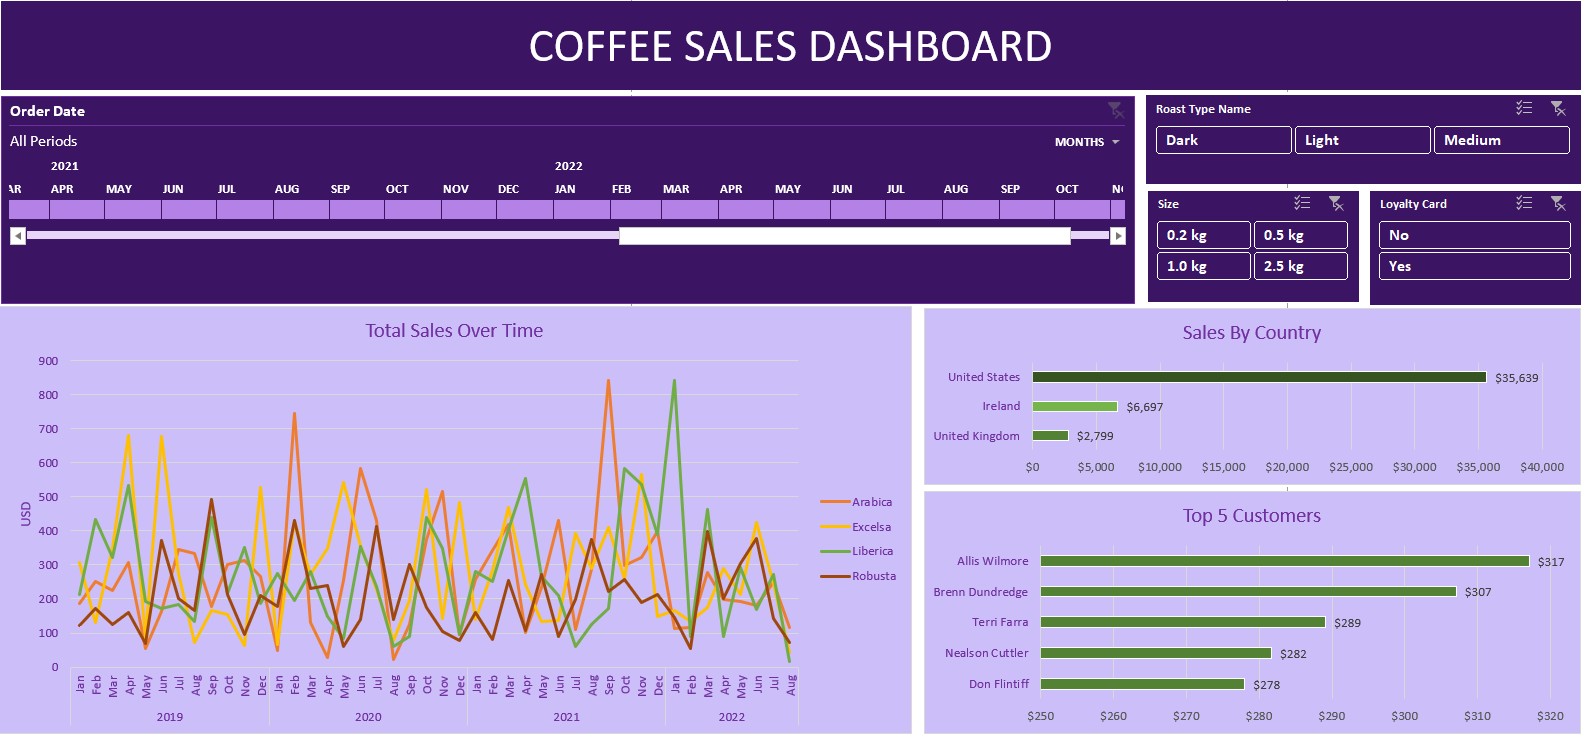 COFFEE SALES DASHBOARD
Order Date
All Periods
MONTHS
2021 2022
AR APR MAY JUN JUL AUG SEP OCT NOV DEC JAN FEB MAR APR MAY JUN JUL AUG SEP OCT
Roast Type Name
Dark Light Medium
Size
0.2 kg 0.5 kg
1.0 kg 2.5 kg
Loyalty Card
No
Yes
Total Sales Over Time
900
800
700
600
500
400
300
200
100
0
USD
Jan Feb Mar Apr May Jun Jul Aug Sep Oct Nov Dec Jan Feb Mar Apr May Jun Jul Aug Sep Oct Nov Dec Jan Feb Mar Apr May Jun Jul Aug Sep Oct Nov Dec Jan Feb Mar Apr May Jun Jul Aug
2019 2020 2021 2022
Arabica
Excelsa
Liberica
Robusta
Sales By Country
United States $35,639
Ireland $6,697
United Kingdom $2,799
$0 $5,000 $10,000 $15,000 $20,000 $25,000 $30,000 $35,000 $40,000
Top 5 Customers
Allis Wilmore $317
Brenn Dundredge $307
Terri Farra $289
Nealson Cuttler $282
Don Flintiff $278
$250 $260 $270 $280 $290 $300 $310 $320